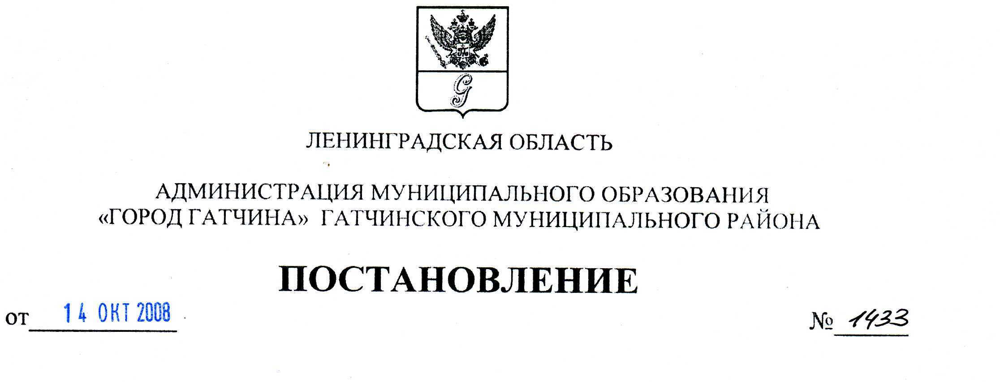 G
ЛЕНИНГРАДСКАЯ ОБЛАСТЬ
АДМИНИСТРАЦИЯ МУНИЦИПАЛЬНОГО ОБРАЗОВАНИЯ
«ГОРОД ГАТЧИНА» ГАТЧИНСКОГО МУНИЦИПАЛЬНОГО РАЙОНА
ПОСТАНОВЛЕНИЕ
от 14 ОКТ 2008 № 1433